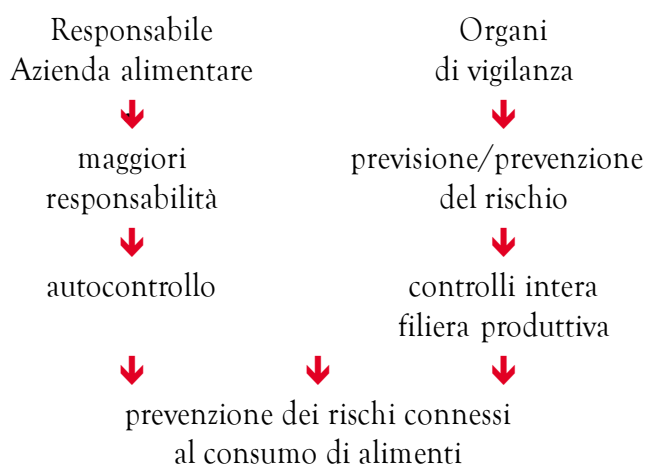 Responsabile
Azienda alimentare
maggiori
responsabilità
autocontrollo
Organi
di vigilanza
previsione/prevenzione
del rischio
controlli intera
filiera produttiva
prevenzione dei rischi connessi
al consumo di alimenti